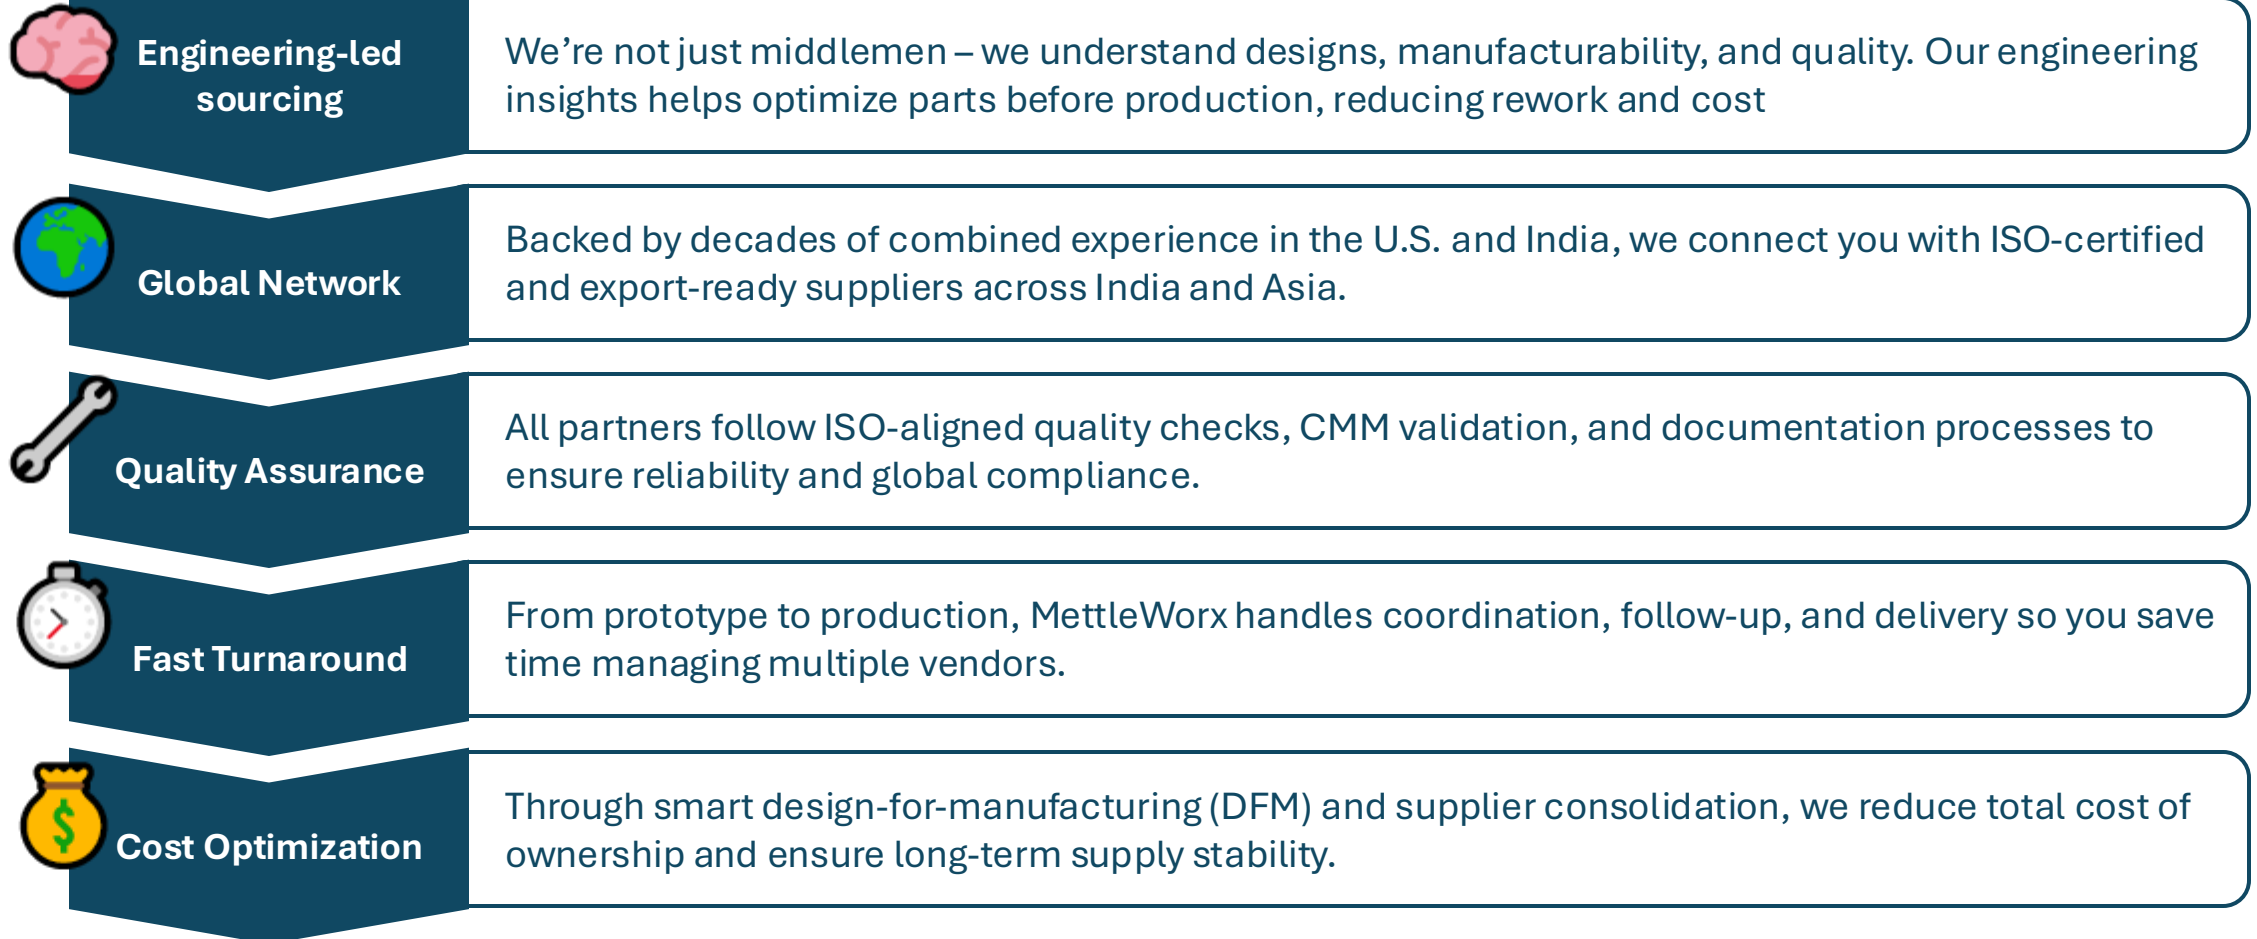 Engineering-led
sourcing
We’re not just middlemen – we understand designs, manufacturability, and quality. Our engineering
insights helps optimize parts before production, reducing rework and cost
Global Network
Backed by decades of combined experience in the U.S. and India, we connect you with ISO-certified
and export-ready suppliers across India and Asia.
Quality Assurance
All partners follow ISO-aligned quality checks, CMM validation, and documentation processes to
ensure reliability and global compliance.
Fast Turnaround
From prototype to production, MettleWorx handles coordination, follow-up, and delivery so you save
time managing multiple vendors.
$
Cost Optimization
Through smart design-for-manufacturing (DFM) and supplier consolidation, we reduce total cost of
ownership and ensure long-term supply stability.